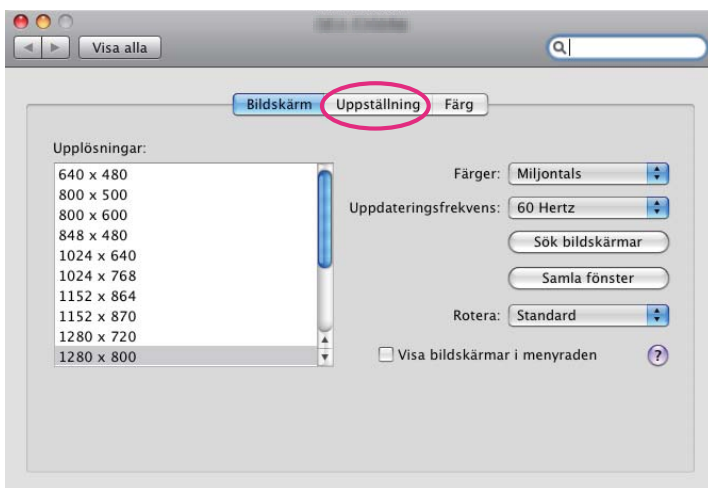 Visa alla
Bildskärm Uppställning Färg
Upplösningar:
640 x 480
800 x 500
800 x 600
848 x 480
1024 x 640
1024 x 768
1152 x 864
1152 x 870
1280 x 720
1280 x 800
Färger: Miljontals
Uppdateringsfrekvens: 60 Hertz
Sök bildskärmar
Samla fönster
Rotera: Standard
Visa bildskärmar i menyraden ?